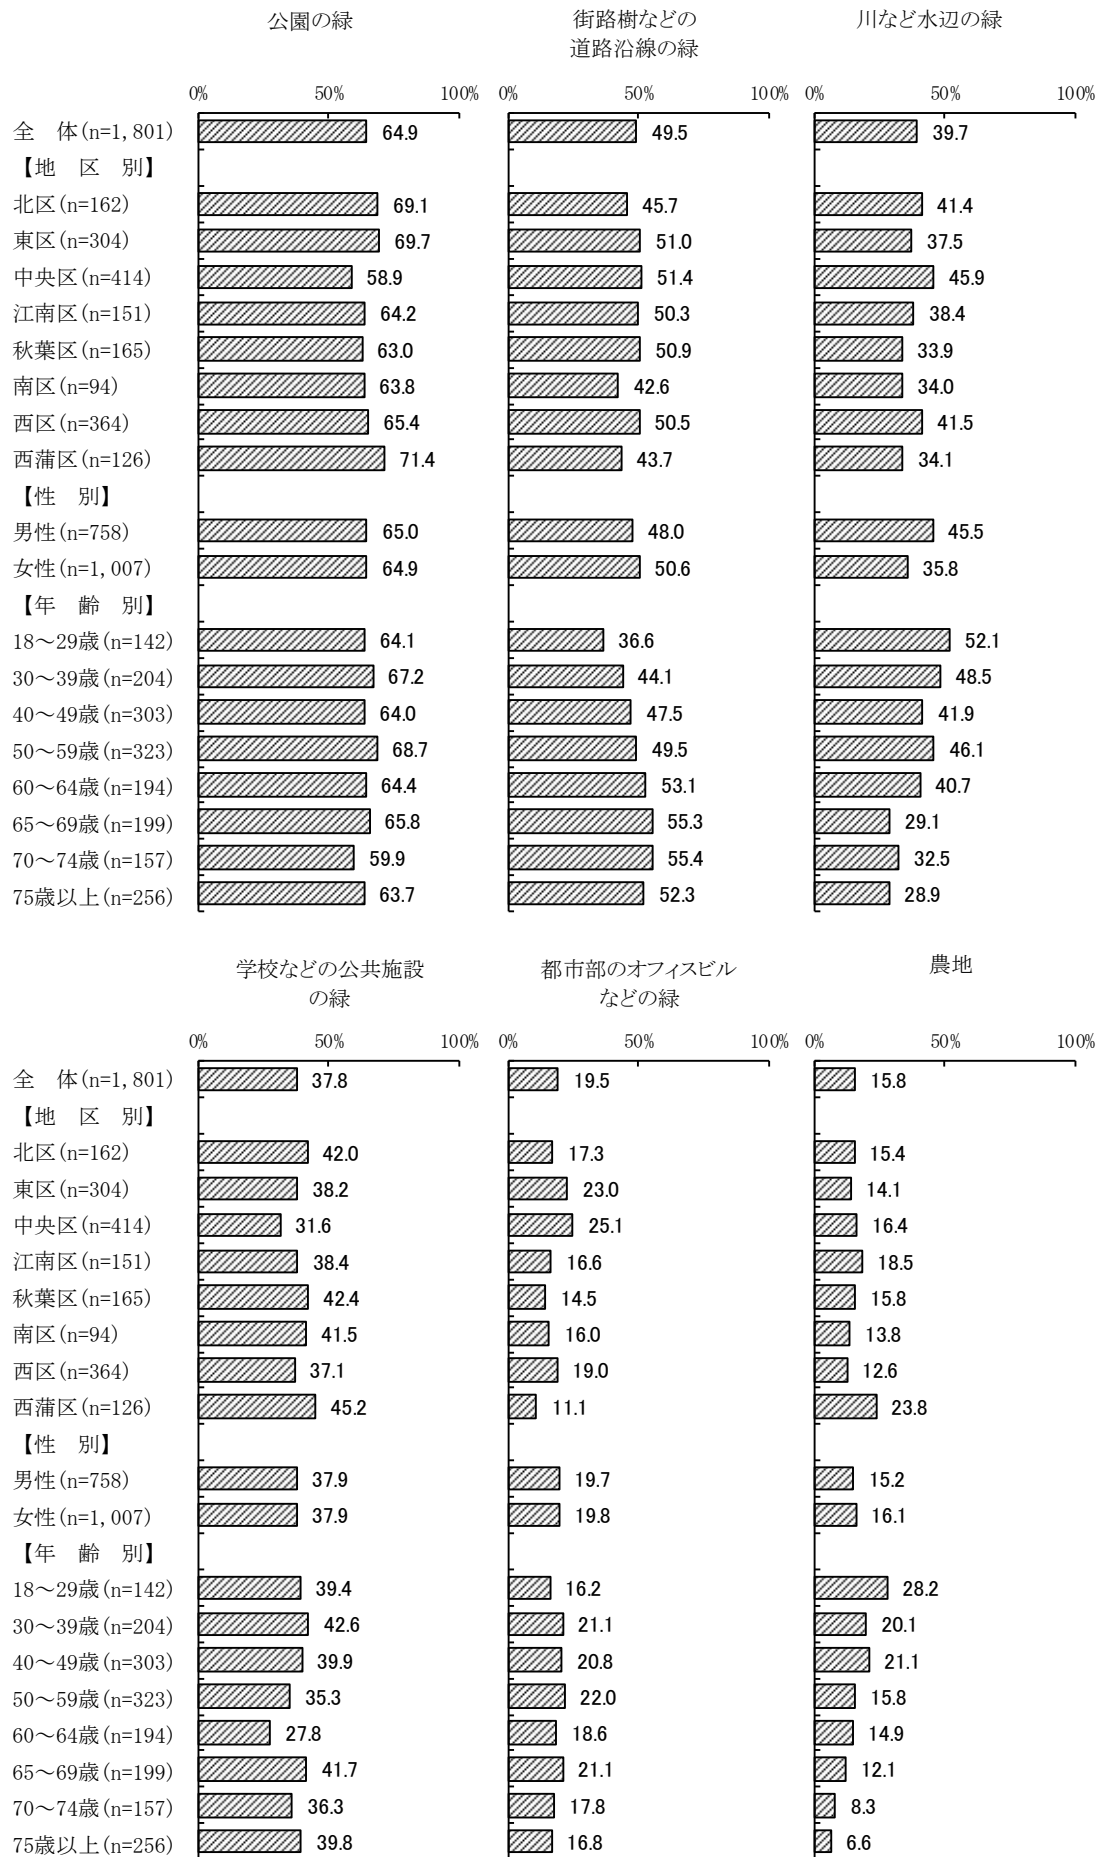 公園の緑
街路樹などの
道路沿線の緑
川など水辺の緑
0% 50% 100% 0% 50% 100% 0% 50% 100%
全　体(n=1,801) 64.9 49.5 39.7
【地　区　別】
北区(n=162) 69.1 45.7 41.4
東区(n=304) 69.7 51.0 37.5
中央区(n=414) 58.9 51.4 45.9
江南区(n=151) 64.2 50.3 38.4
秋葉区(n=165) 63.0 50.9 33.9
南区(n=94) 63.8 42.6 34.0
西区(n=364) 65.4 50.5 41.5
西蒲区(n=126) 71.4 43.7 34.1
【性　別】
男性(n=758) 65.0 48.0 45.5
女性(n=1,007) 64.9 50.6 35.8
【年　齢　別】
18～29歳(n=142) 64.1 36.6 52.1
30～39歳(n=204) 67.2 44.1 48.5
40～49歳(n=303) 64.0 47.5 41.9
50～59歳(n=323) 68.7 49.5 46.1
60～64歳(n=194) 64.4 53.1 40.7
65～69歳(n=199) 65.8 55.3 29.1
70～74歳(n=157) 59.9 55.4 32.5
75歳以上(n=256) 63.7 52.3 28.9
学校などの公共施設
の緑
都市部のオフィスビル
などの緑
農地
0% 50% 100% 0% 50% 100% 0% 50% 100%
全　体(n=1,801) 37.8 19.5 15.8
【地　区　別】
北区(n=162) 42.0 17.3 15.4
東区(n=304) 38.2 23.0 14.1
中央区(n=414) 31.6 25.1 16.4
江南区(n=151) 38.4 16.6 18.5
秋葉区(n=165) 42.4 14.5 15.8
南区(n=94) 41.5 16.0 13.8
西区(n=364) 37.1 19.0 12.6
西蒲区(n=126) 45.2 11.1 23.8
【性　別】
男性(n=758) 37.9 19.7 15.2
女性(n=1,007) 37.9 19.8 16.1
【年　齢　別】
18～29歳(n=142) 39.4 16.2 28.2
30～39歳(n=204) 42.6 21.1 20.1
40～49歳(n=303) 39.9 20.8 21.1
50～59歳(n=323) 35.3 22.0 15.8
60～64歳(n=194) 27.8 18.6 14.9
65～69歳(n=199) 41.7 21.1 12.1
70～74歳(n=157) 36.3 17.8 8.3
75歳以上(n=256) 39.8 16.8 6.6